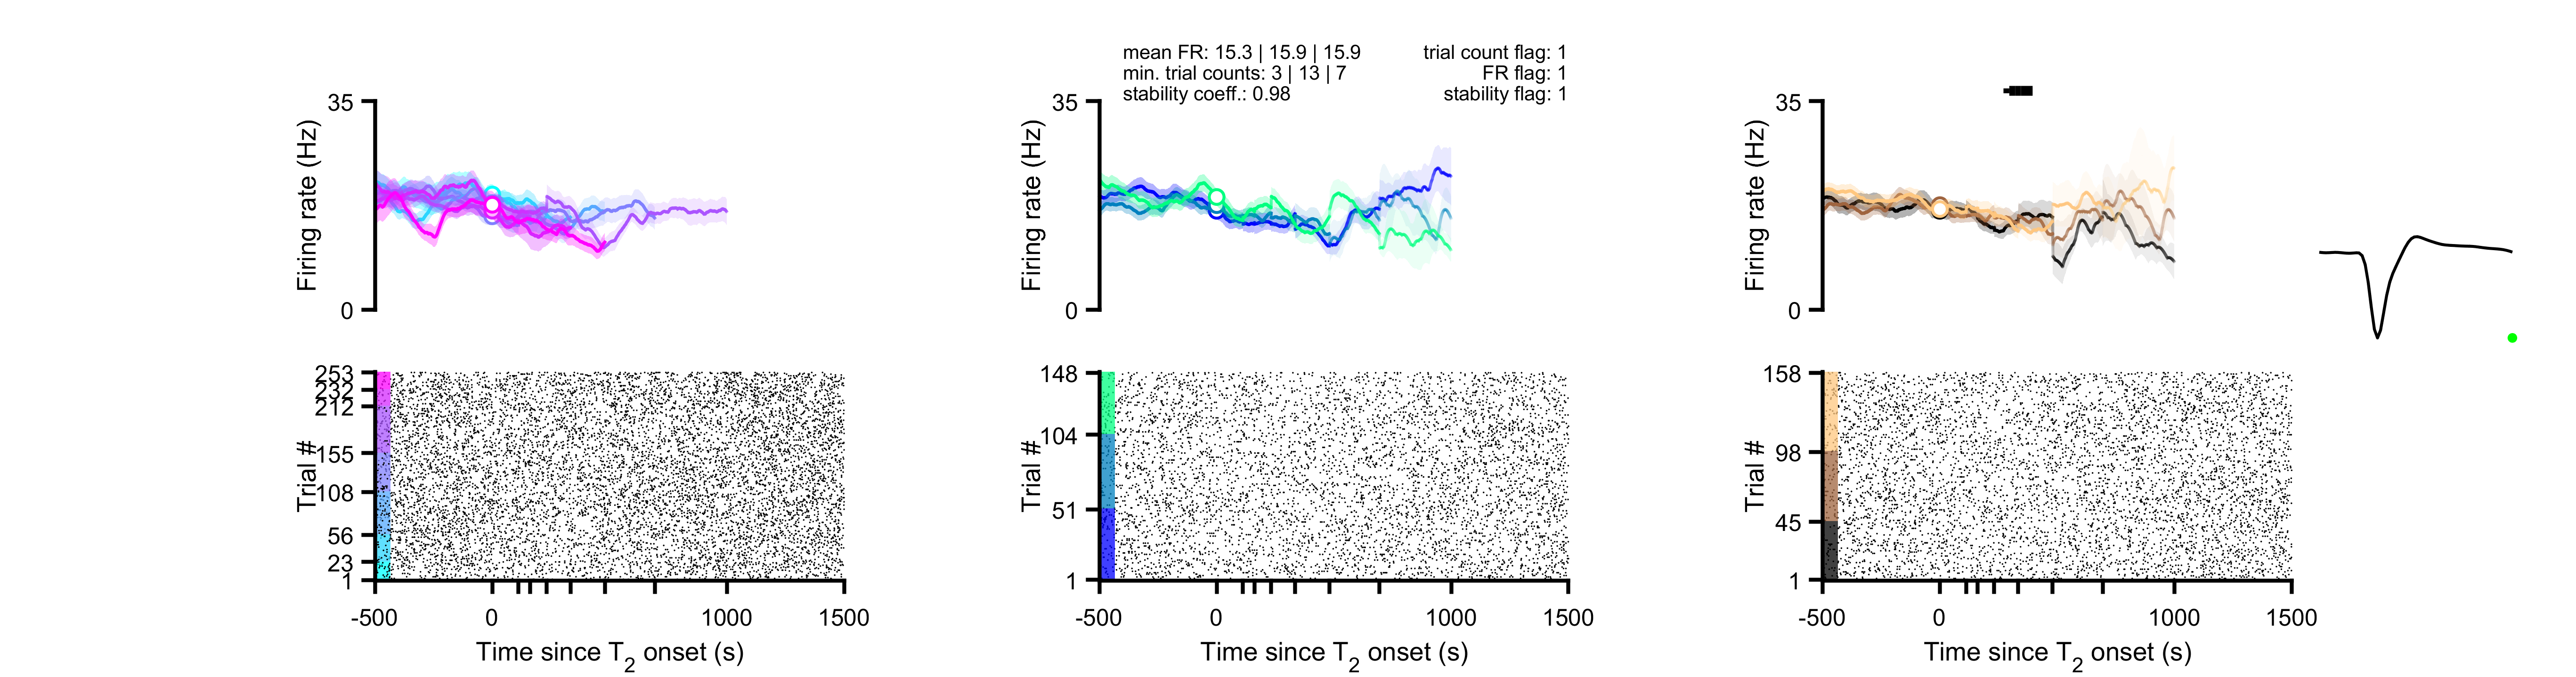 mean FR: 15.3 | 15.9 | 15.9
min. trial counts: 3 | 13 | 7
stability coeff.: 0.98
trial count flag: 1
FR flag: 1
stability flag: 1
35
Firing rate (Hz)
0
35
Firing rate (Hz)
0
35
Firing rate (Hz)
0
253
232
212
155
108
56
23
1
Trial #
-500
0
1000
1500
Time since T2 onset (s)
148
104
51
1
Trial #
-500
0
1000
1500
Time since T2 onset (s)
158
98
45
1
Trial #
-500
0
1000
1500
Time since T2 onset (s)